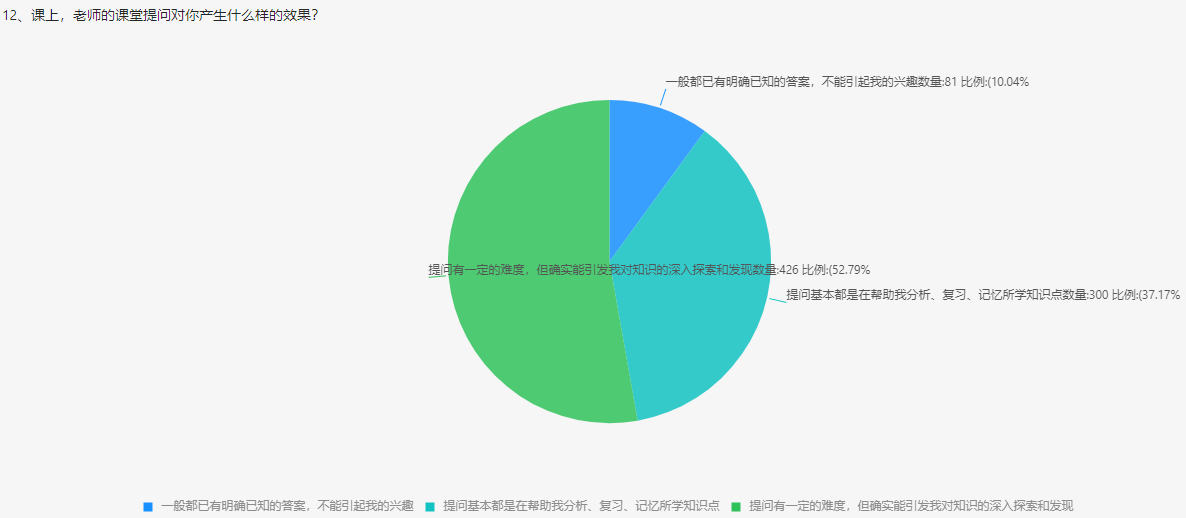 12、课上，老师的课堂提问对你产生什么样的效果？
一般都已有明确已知的答案，不能引起我的兴趣数量:81 比例:(10.04%
提问有一定的难度，但确实能引发我对知识的深入探索和发现数量:426 比例:(52.79%
提问基本都是在帮助我分析、复习、记忆所学知识点数量:300 比例:(37.17%
一般都已有明确已知的答案，不能引起我的兴趣 提问基本都是在帮助我分析、复习、记忆所学知识点 提问有一定的难度，但确实能引发我对知识的深入探索和发现